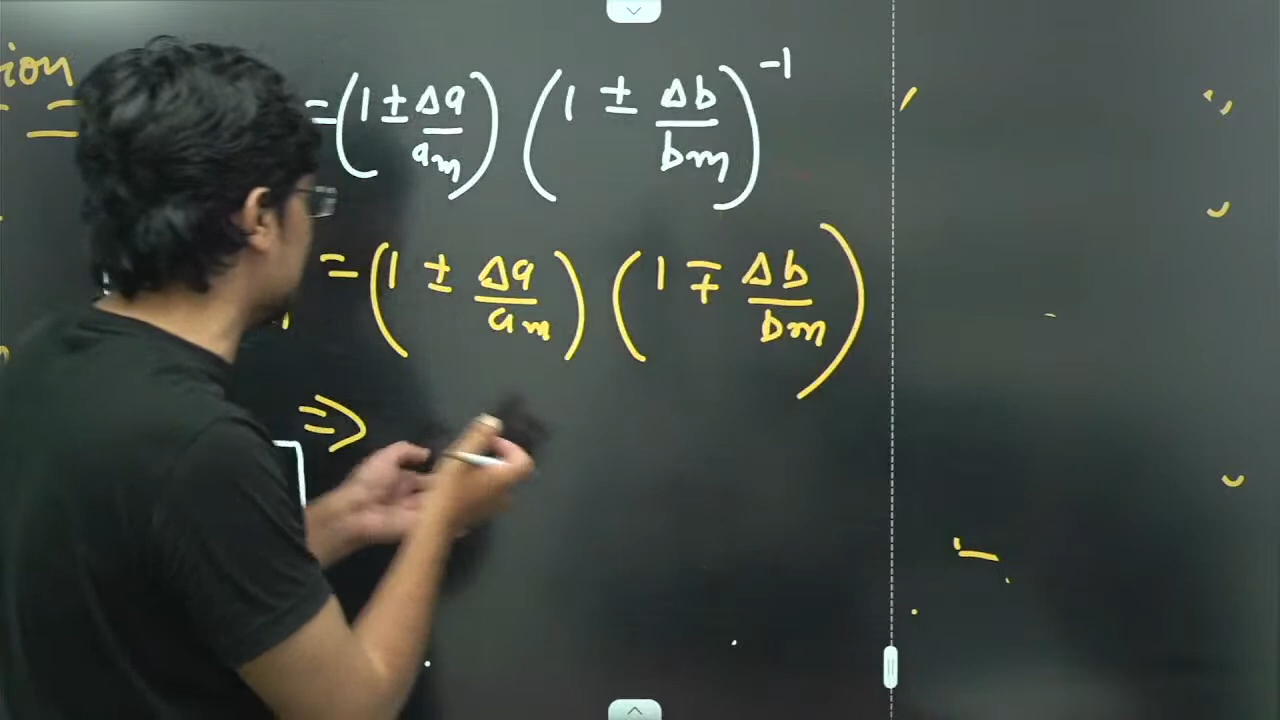 ion
= (1 ± Δa/am) (1 ± Δb/bm)^-1
= (1 ± Δa/am) (1 ∓ Δb/bm)
⇒